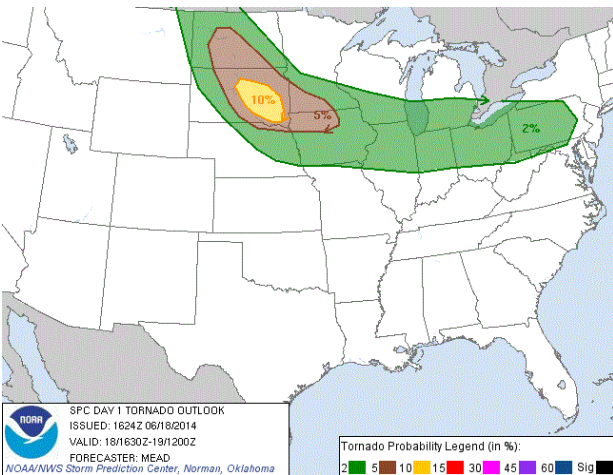 10%
5%
2%
NOAA
SPC DAY 1 TORNADO OUTLOOK
ISSUED: 1624Z 06/18/2014
VALID: 18/1630Z-19/1200Z
FORECASTER: MEAD
NOAA/NWS Storm Prediction Center, Norman, Oklahoma
Tornado Probability Legend (in %):
2 5 10 15 30 45 60 Sig